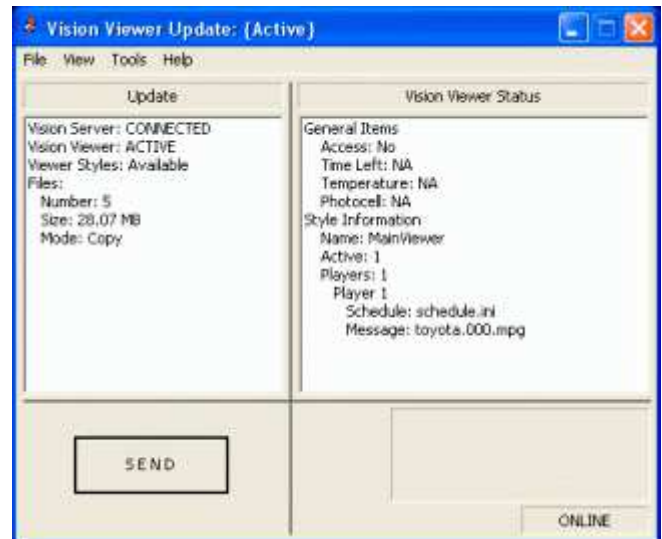 Vision Viewer Update: {Active}
File View Tools Help
Update
Vision Server: CONNECTED
Vision Viewer: ACTIVE
Viewer Styles: Available
Files:
Number: 5
Size: 28.07 MB
Mode: Copy
Vision Viewer Status
General Items
Access: No
Time Left: NA
Temperature: NA
Photocell: NA
Style Information
Name: MainViewer
Active: 1
Players: 1
Player 1
Schedule: schedule.ini
Message: toyota.000.mpg
SEND
ONLINE